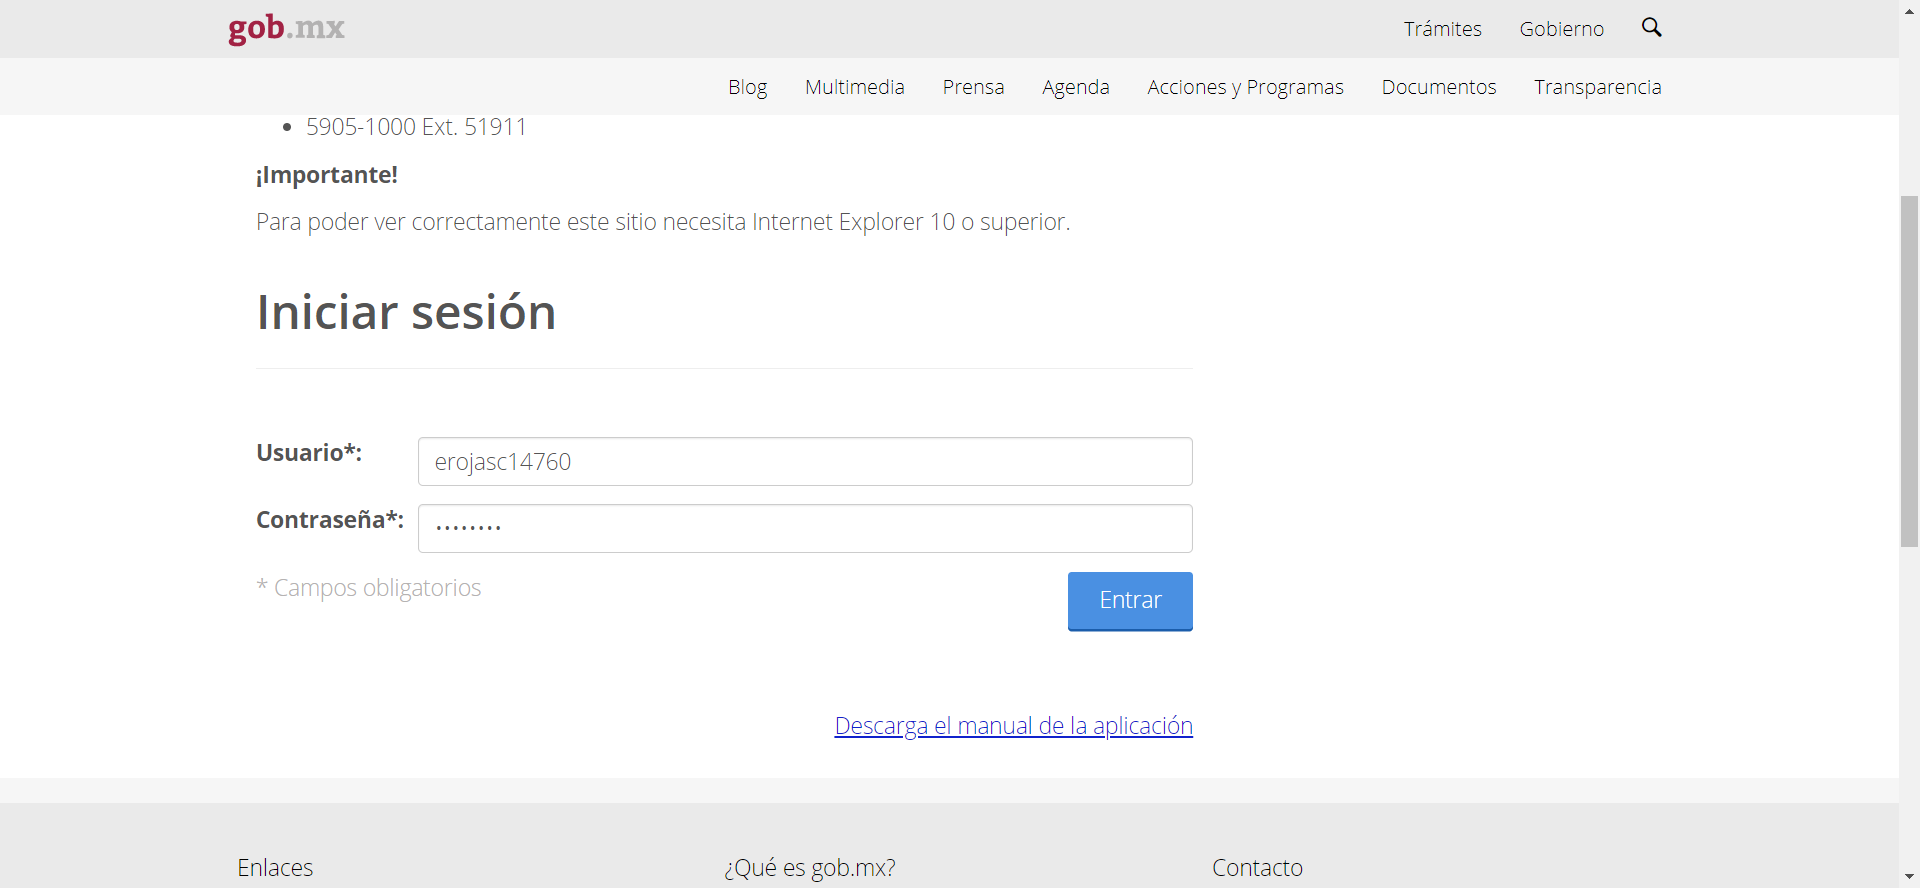 gob.mx
Trámites Gobierno
Blog Multimedia Prensa Agenda Acciones y Programas Documentos Transparencia
• 5905-1000 Ext. 51911
¡Importante!
Para poder ver correctamente este sitio necesita Internet Explorer 10 o superior.
Iniciar sesión
Usuario*: erojasc14760
Contraseña*: ········
* Campos obligatorios
Entrar
Descarga el manual de la aplicación
Enlaces ¿Qué es gob.mx? Contacto